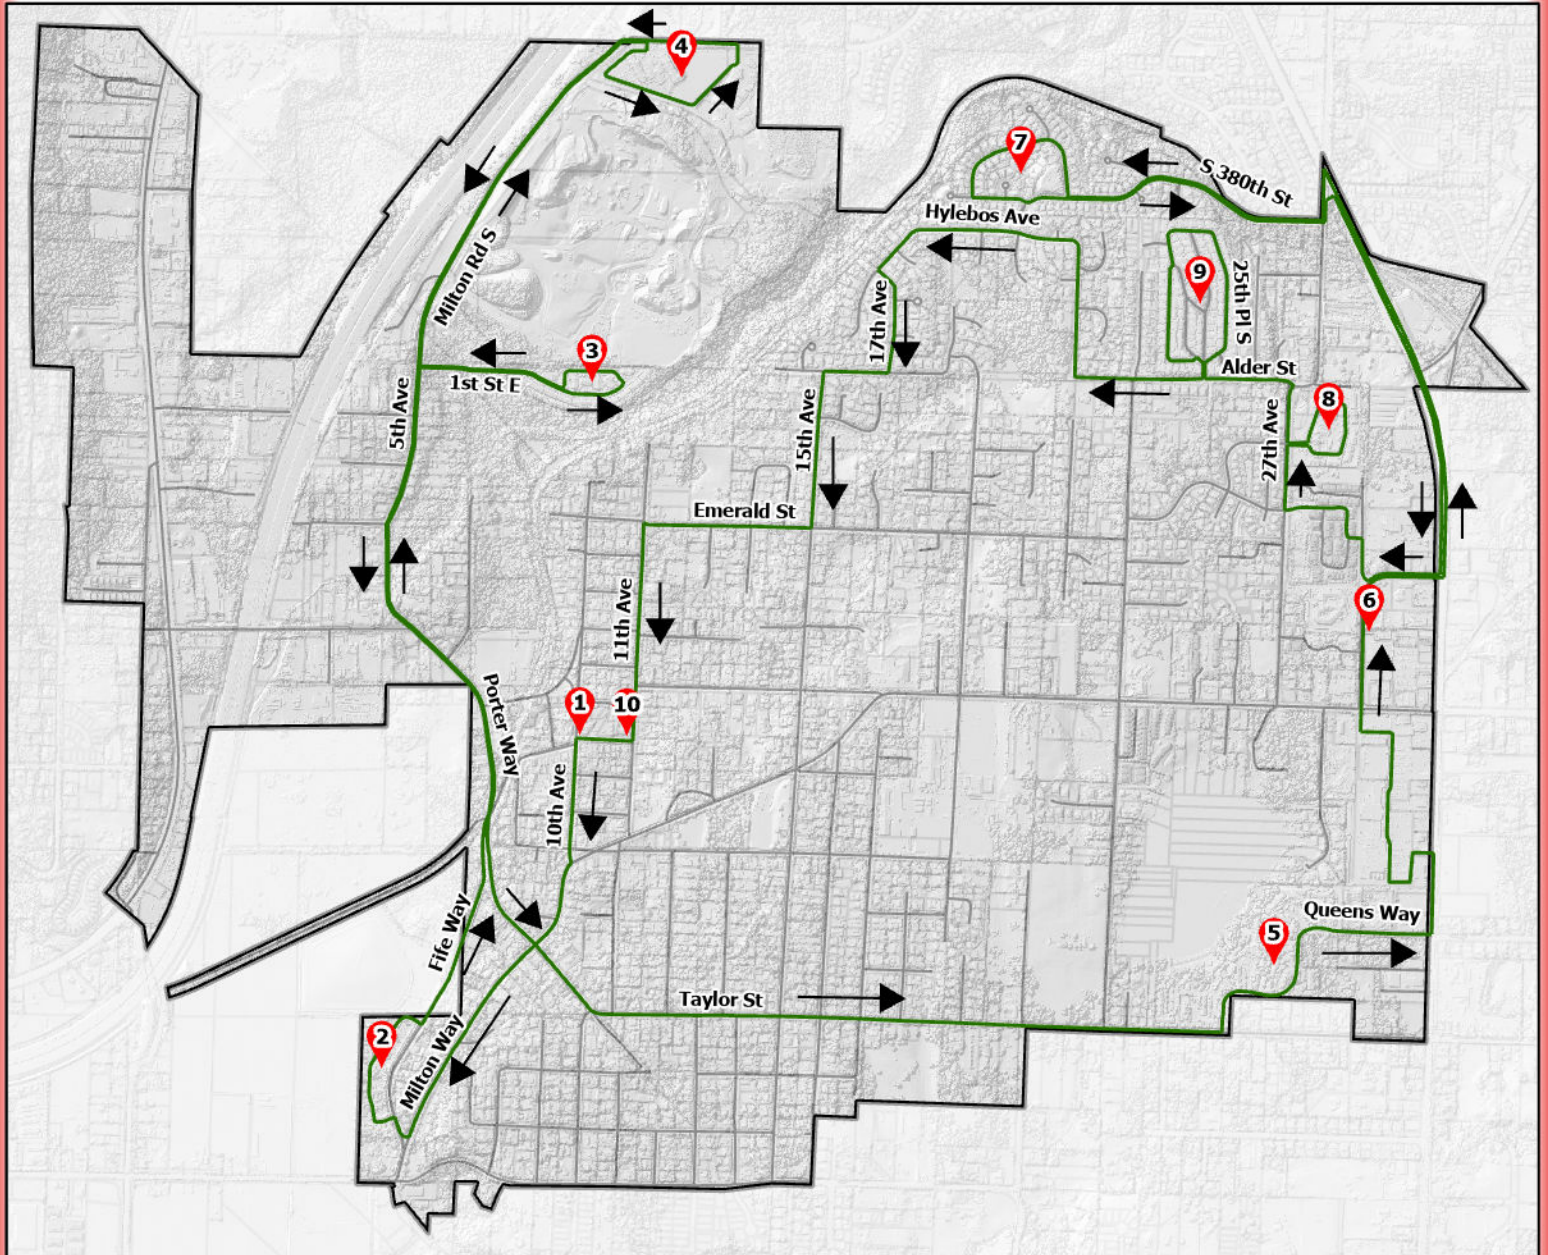 4
7
S 380th St
Hylebos Ave
Milton Rd S
9
25th Pl S
17th Ave
3
1st St E
Alder St
8
5th Ave
15th Ave
27th Ave
Emerald St
11th Ave
6
Porter Way
1
10
10th Ave
Fife Way
Queens Way
5
Taylor St
2
Milton Way